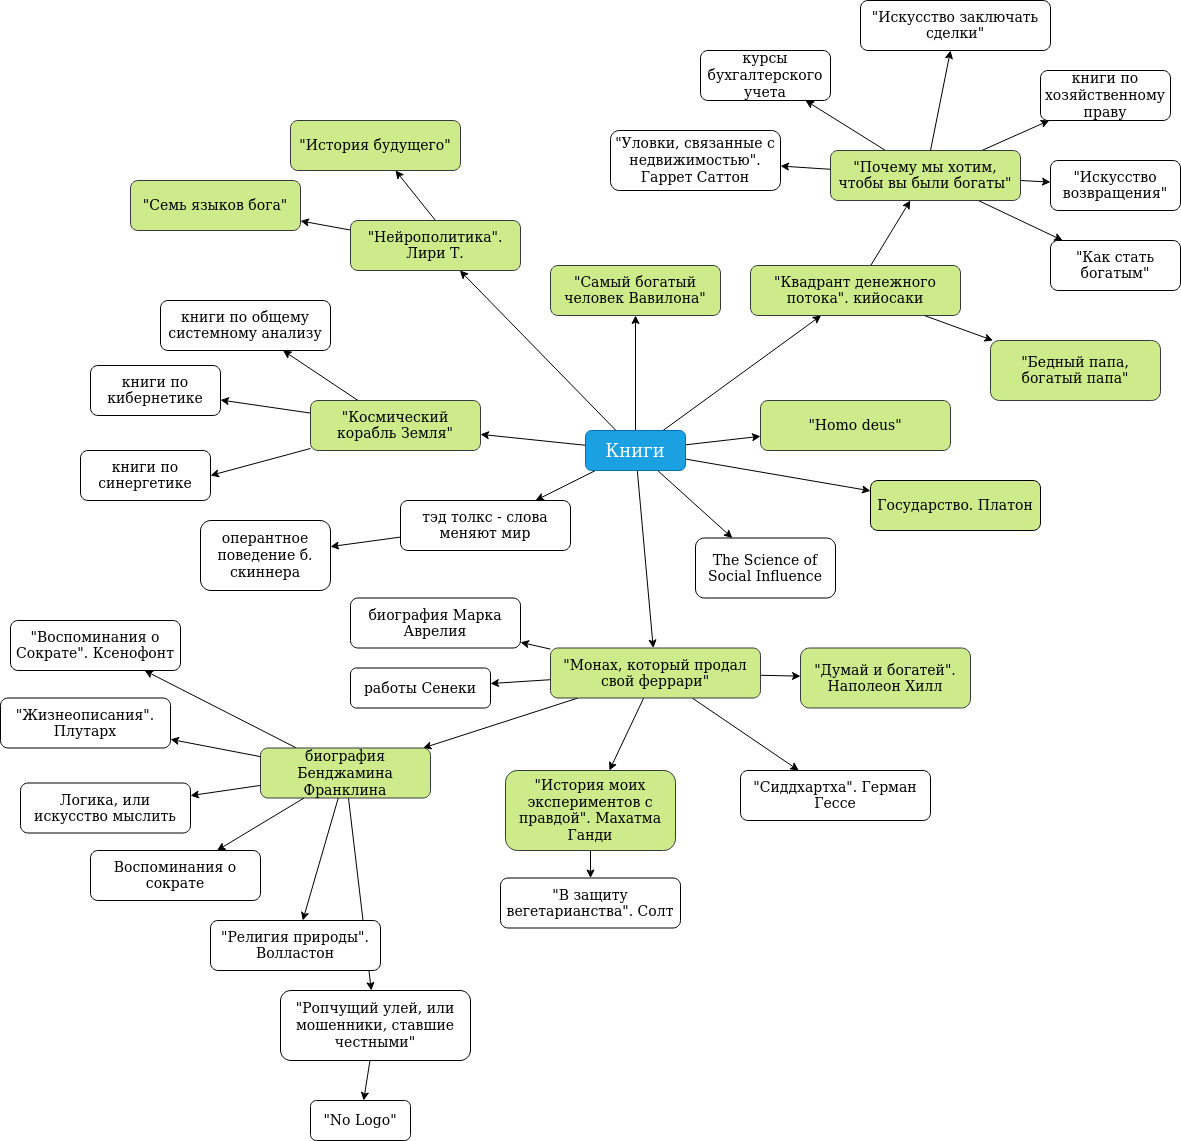 "Искусство заключать
сделки"
курсы
бухгалтерского
учета
книги по
хозяйственному
праву
"История будущего"
"Уловки, связанные с
недвижимостью".
Гаррет Саттон
"Почему мы хотим,
чтобы вы были богаты"
"Искусство
возвращения"
"Семь языков бога"
"Нейрополитика".
Лири Т.
"Как стать
богатым"
"Самый богатый
человек Вавилона"
"Квадрант денежного
потока". кийосаки
книги по общему
системному анализу
"Бедный папа,
богатый папа"
книги по
кибернетике
"Космический
корабль Земля"
"Homo deus"
Книги
книги по
синергетике
Государство. Платон
тэд толкс - слова
меняют мир
оперантное
поведение б.
скиннера
The Science of
Social Influence
биография Марка
Аврелия
"Воспоминания о
Сократе". Ксенофонт
"Монах, который продал
свой феррари"
"Думай и богатей".
Наполеон Хилл
работы Сенеки
"Жизнеописания".
Плутарх
биография
Бенджамина
Франклина
"История моих
экспериментов с
правдой". Махатма
Ганди
"Сиддхартха". Герман
Гессе
Логика, или
искусство мыслить
Воспоминания о
сократе
"В защиту
вегетарианства". Солт
"Религия природы".
Волластон
"Ропчущий улей, или
мошенники, ставшие
честными"
"No Logo"